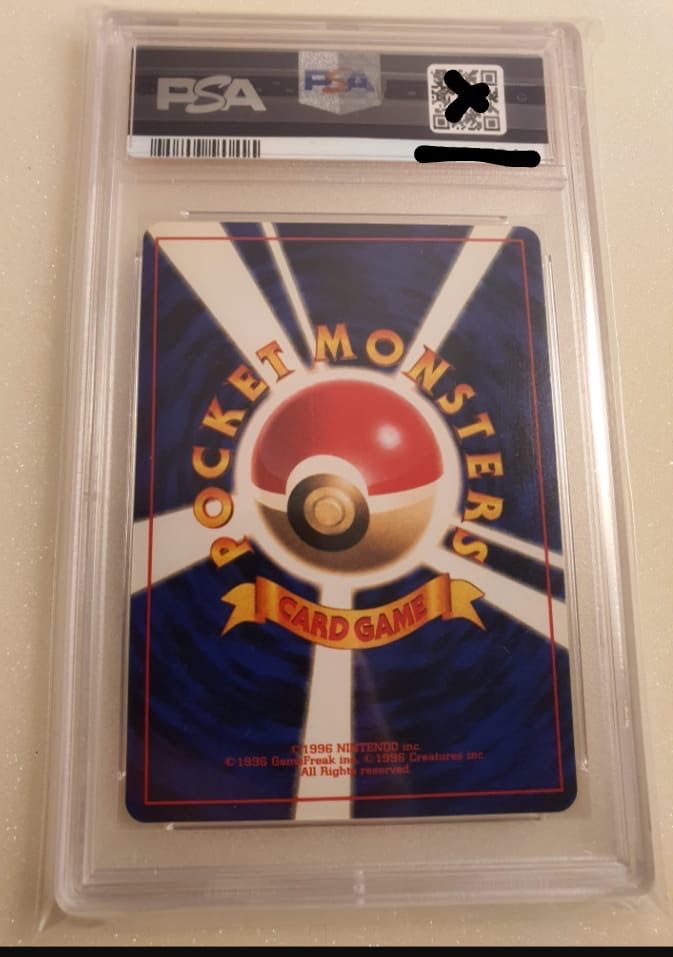 PSA PSA
POCKET MONSTERS
CARD GAME
©1996 NINTENDO inc.
©1996 GameFreak inc. ©1996 Creatures inc.
All Rights reserved.